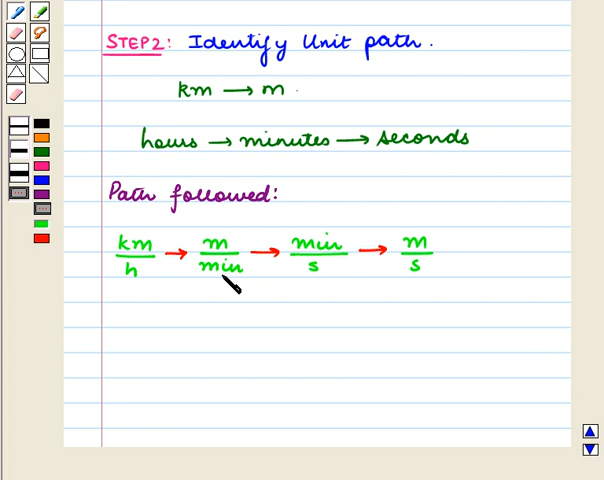 STEP2: Identify Unit path.
km → m
hours → minutes → seconds
Path followed:
km/h → m/min → min/s → m/s